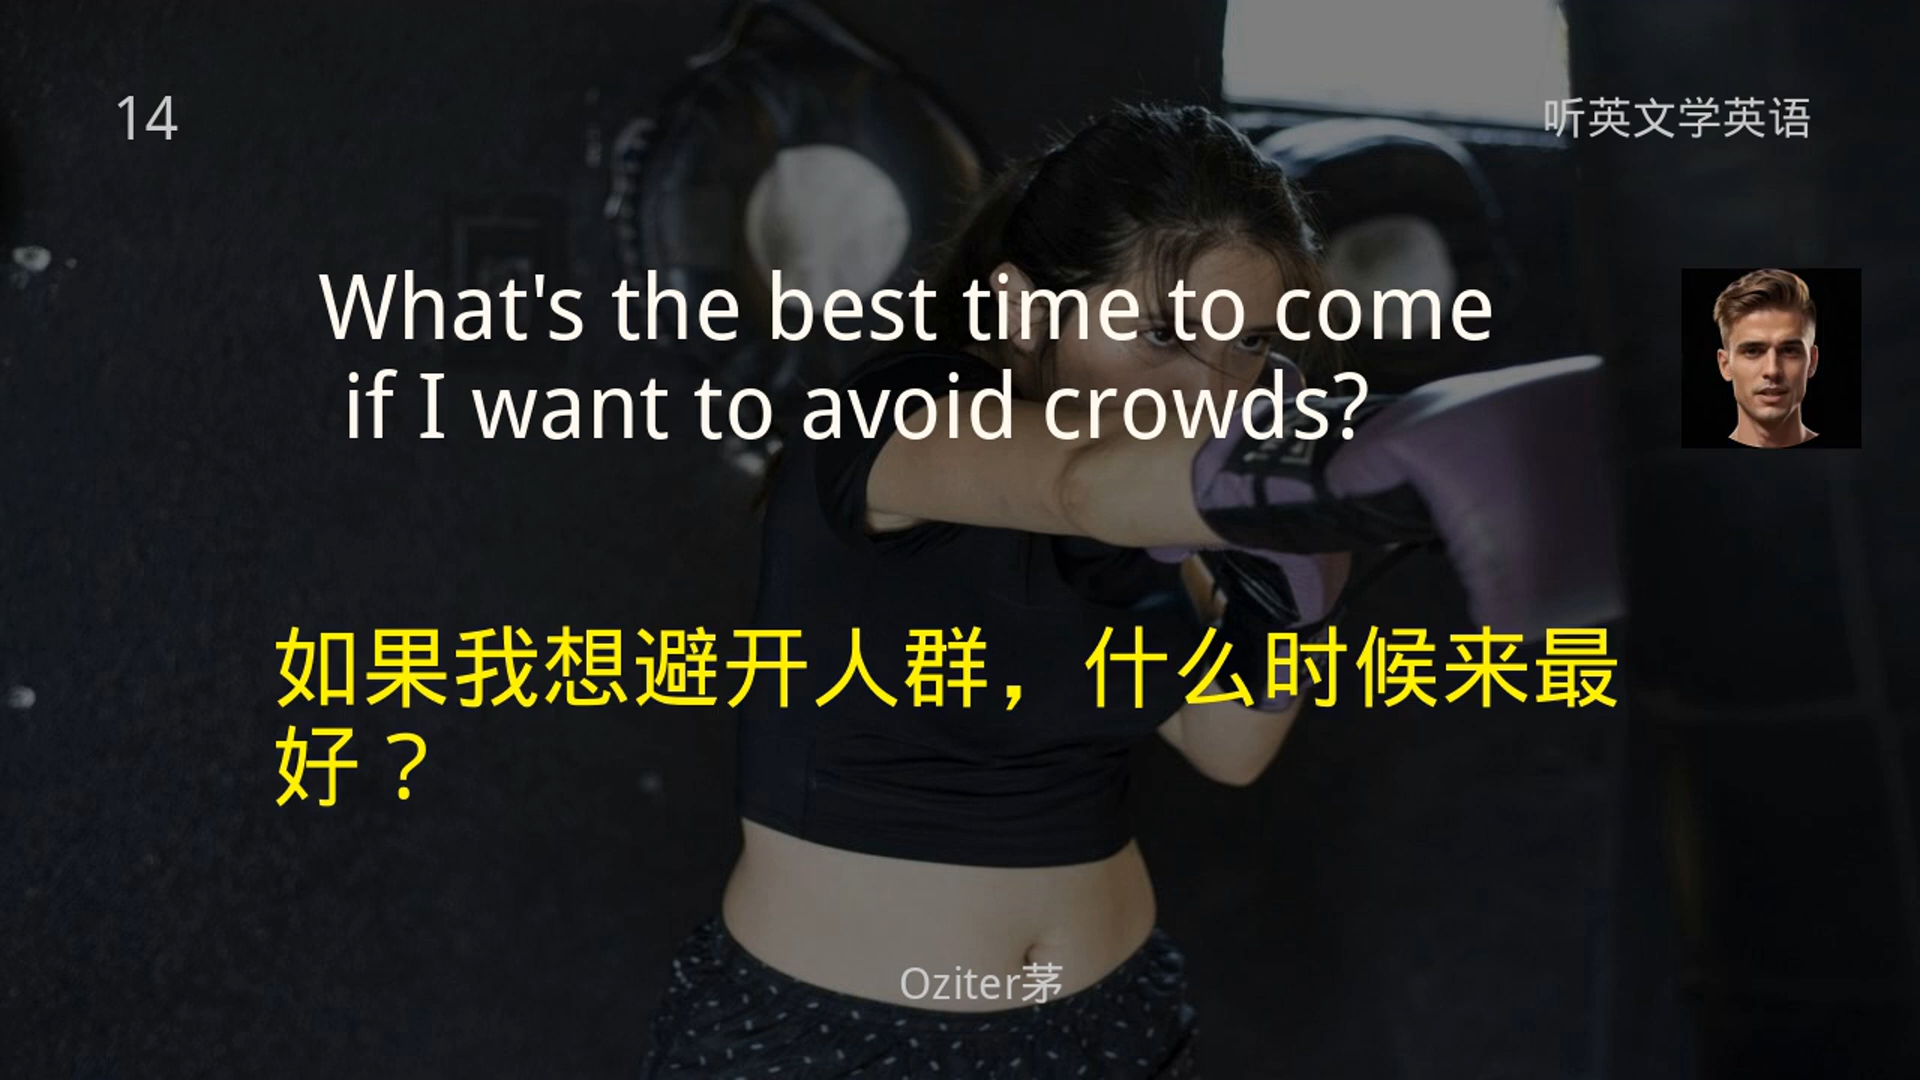 14
听英文学英语
What's the best time to come
if I want to avoid crowds?
如果我想避开人群，什么时候来最
好？
Oziter茅